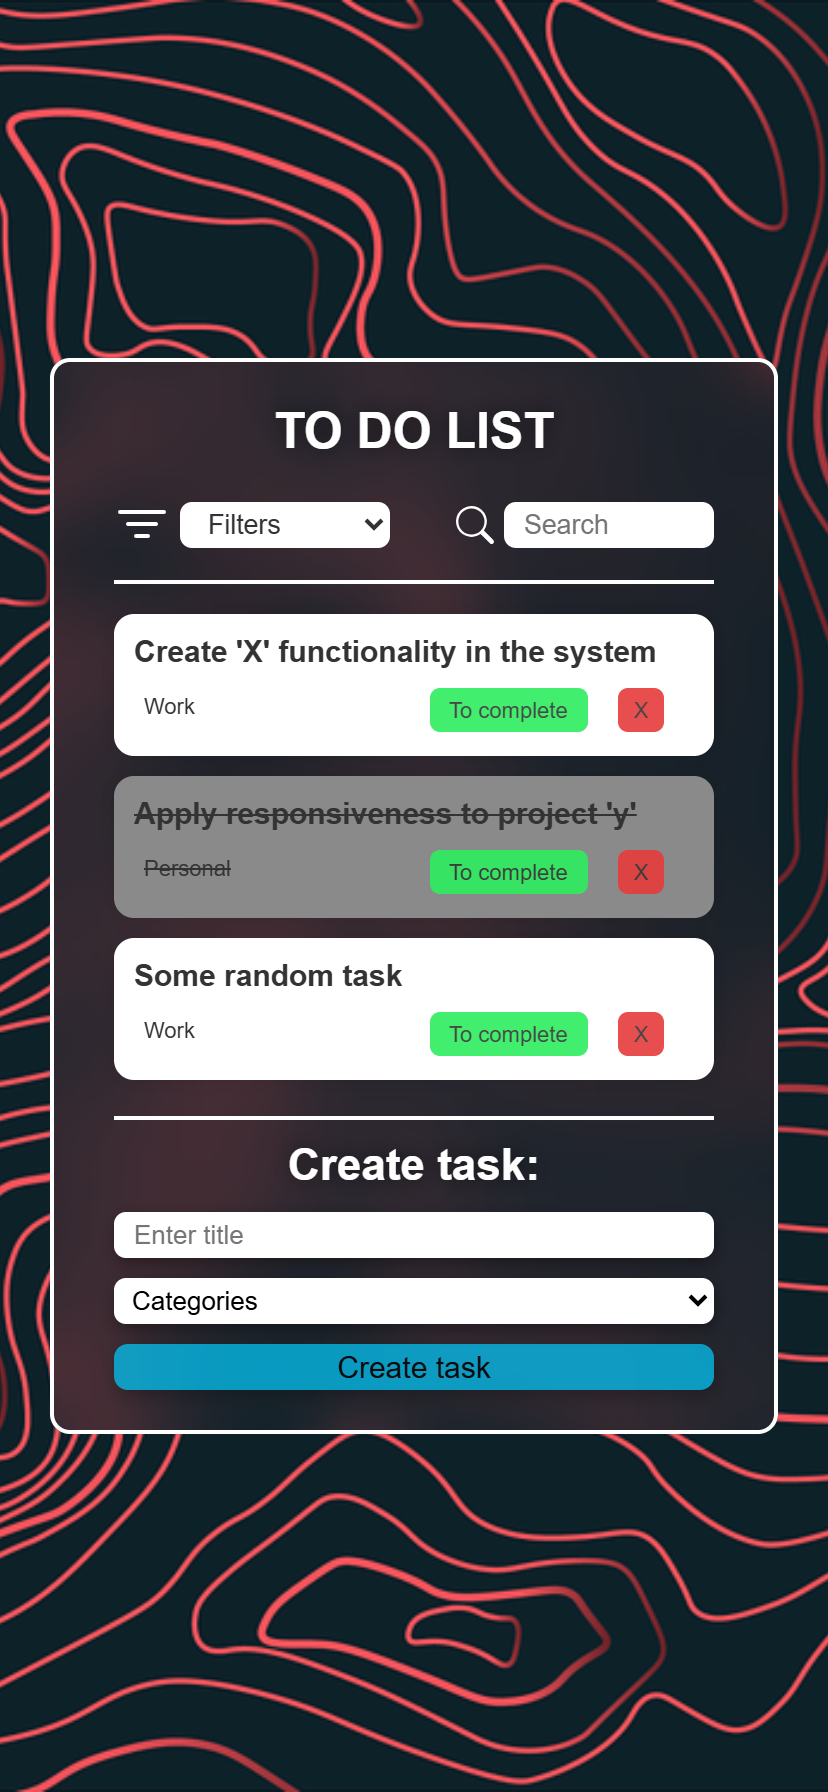 TO DO LIST
Filters Search
Create 'X' functionality in the system
Work To complete X
Apply responsiveness to project 'y'
Personal To complete X
Some random task
Work To complete X
Create task:
Enter title
Categories
Create task